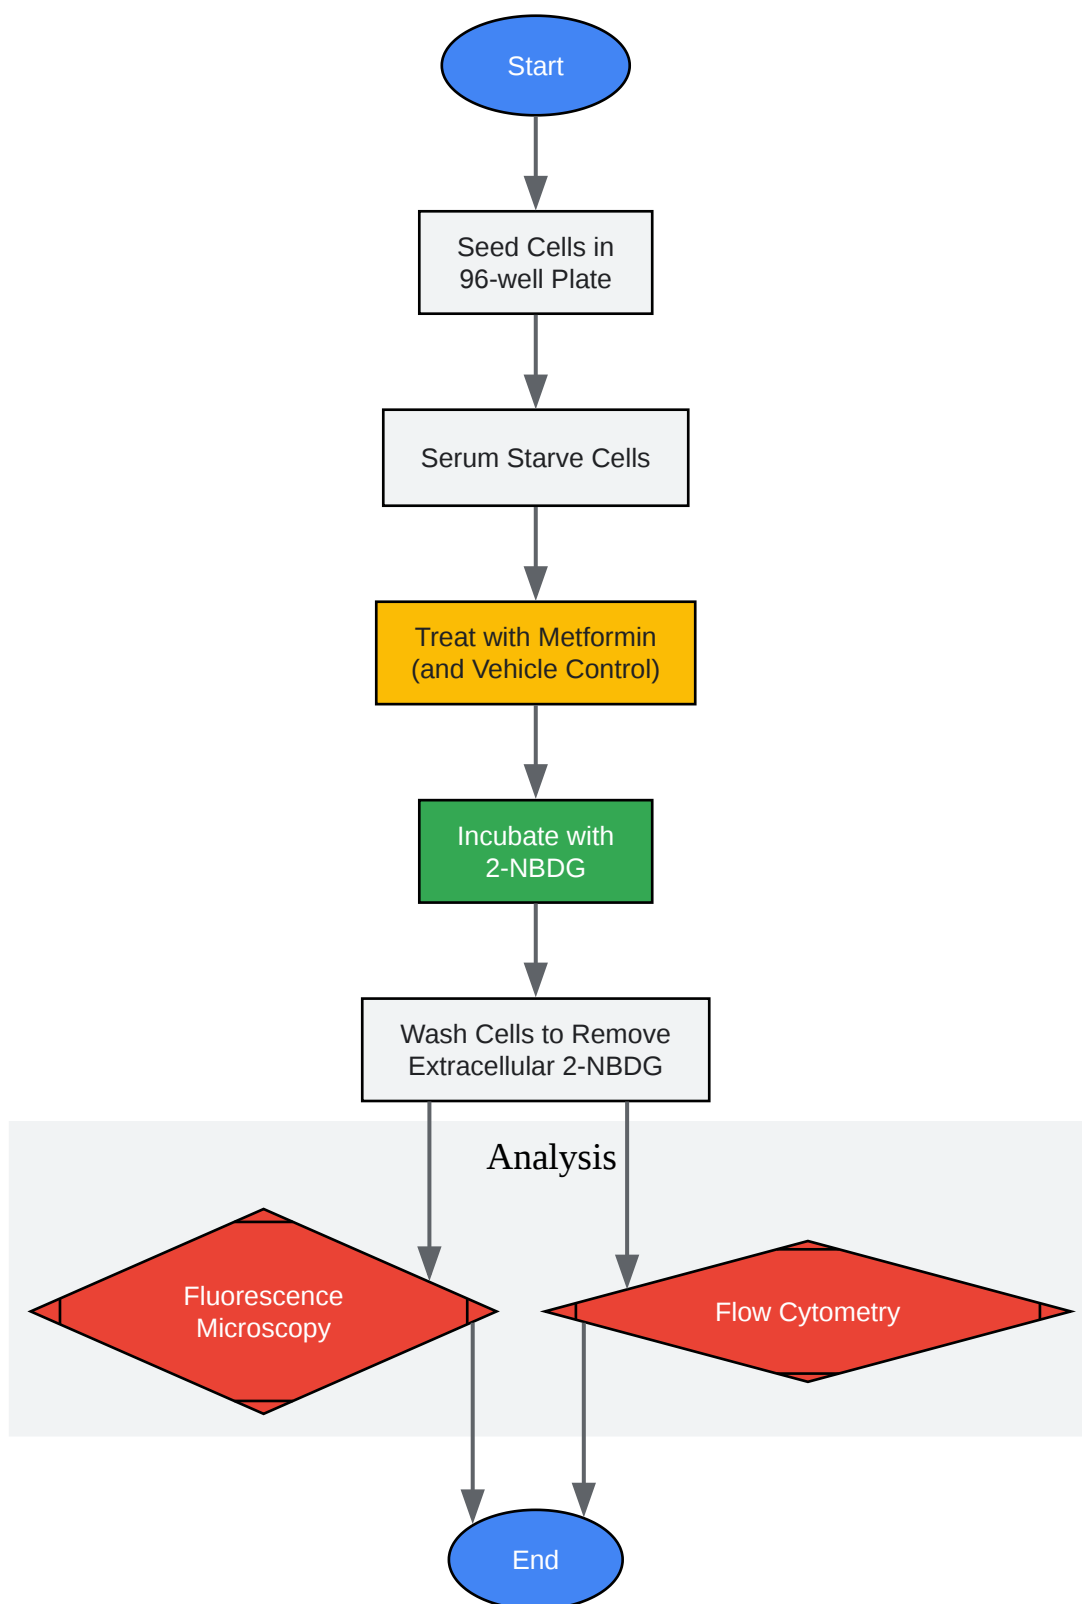 Start
Seed Cells in
96-well Plate
Serum Starve Cells
Treat with Metformin
(and Vehicle Control)
Incubate with
2-NBDG
Wash Cells to Remove
Extracellular 2-NBDG
Analysis
Fluorescence
Microscopy
Flow Cytometry
End